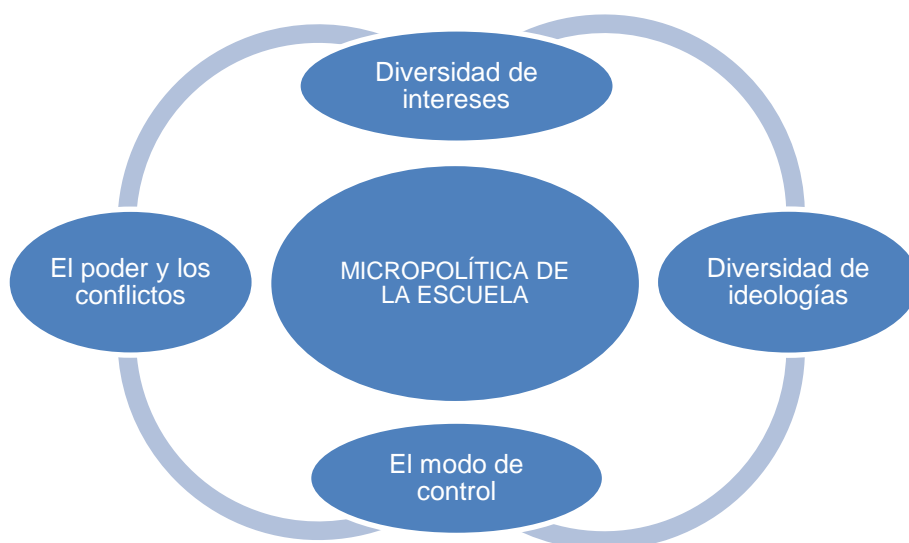 Diversidad de
intereses
El poder y los
conflictos
MICROPOLÍTICA DE
LA ESCUELA
Diversidad de
ideologías
El modo de
control